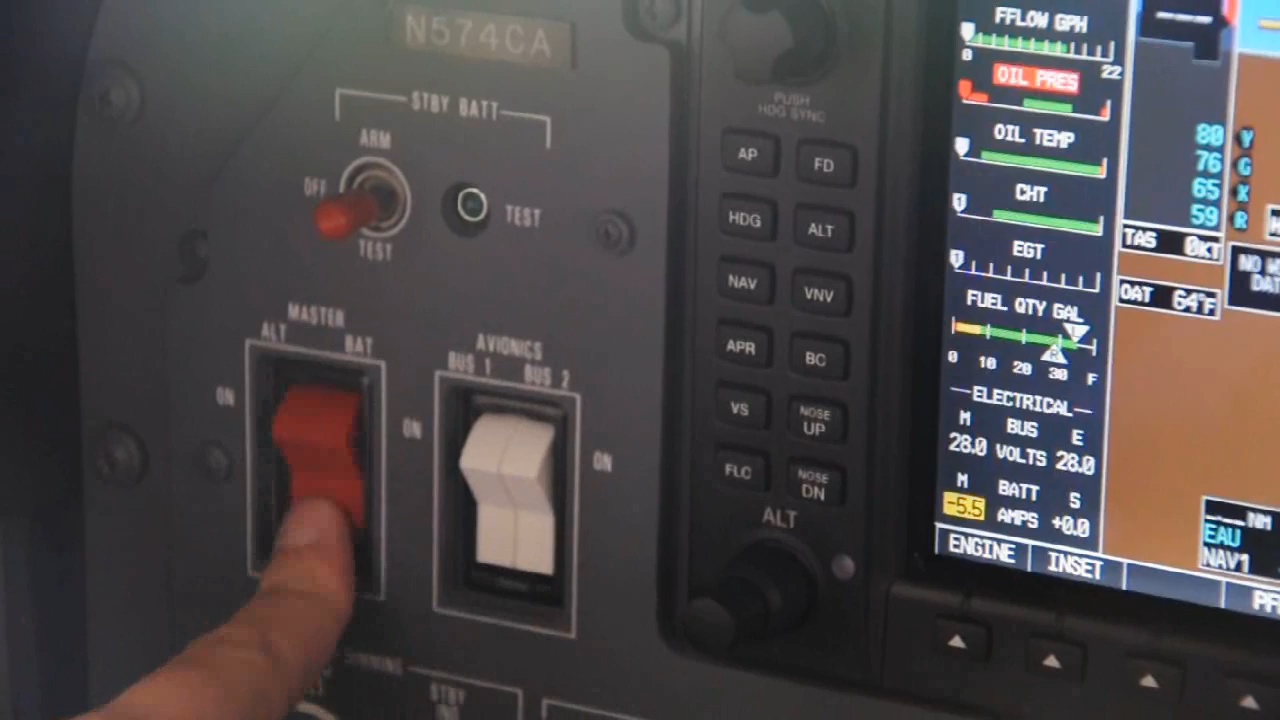 N574CA
STBY BATT
ARM
OFF
TEST
TEST
MASTER
ALT BAT
ON
AVIONICS
BUS 1 BUS 2
ON
ON
STBY
PUSH
HDG SYNC
AP FD
HDG ALT
NAV VNV
APR BC
VS NOSE UP
FLC NOSE DN
ALT
FFLOW GPH
0 22
OIL PRES
OIL TEMP
CHT
1
EGT
1
FUEL QTY GAL
L
R
0 10 20 30 F
ELECTRICAL
M BUS E
28.0 VOLTS 28.0
M BATT S
-5.5 AMPS +0.0
ENGINE INSET
80 Y
76 G
65 X
59 R
TAS 0KT
OAT 64°F
NM
EAU
NAV1